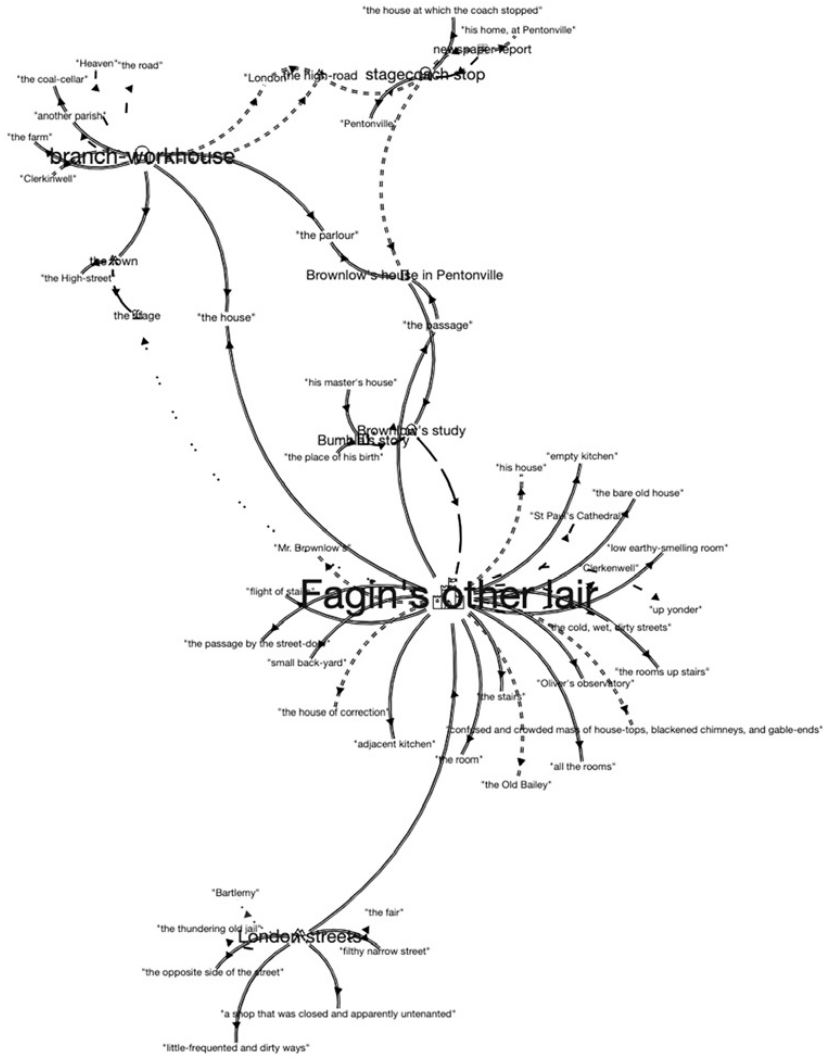 "the house at which the coach stopped"
"his home, at Pentonville"
newspaper report
"Heaven"
"the road"
"London"
"the high-road
stagecoach stop
"the coal-cellar"
"another parish"
"Pentonville"
"the farm"
branch-workhouse
"Clerkinwell"
"the parlour"
the town
"the High-street"
Brownlow's house in Pentonville
the stage
"the house"
"the passage"
"his master's house"
Brownlow's study
Bumble's story
"the place of his birth"
"empty kitchen"
"his house"
"the bare old house"
"St Paul's Cathedral"
"Mr. Brownlow's"
"low earthy-smelling room"
Clerkenwell"
"flight of stairs"
Fagin's other lair
"up yonder"
"the cold, wet, dirty streets"
"the passage by the street-door"
"small back-yard"
"the rooms up stairs"
"Oliver's observatory"
"the stairs"
"the house of correction"
"confused and crowded mass of house-tops, blackened chimneys, and gable-ends"
"adjacent kitchen"
"the room"
"all the rooms"
"the Old Bailey"
"Bartlemy"
"the fair"
"the thundering old jail"
London streets
"filthy narrow street"
"the opposite side of the street"
"a shop that was closed and apparently untenanted"
"little-frequented and dirty ways"